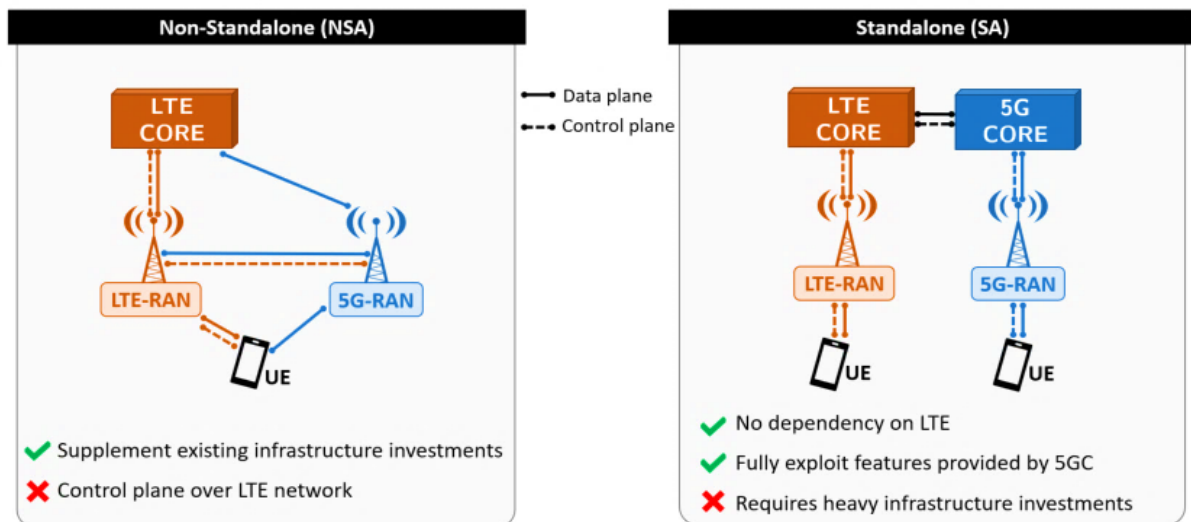 Non-Standalone (NSA)
LTE
CORE
LTE-RAN
5G-RAN
UE
Supplement existing infrastructure investments
Control plane over LTE network
Data plane
Control plane
Standalone (SA)
LTE
CORE
5G
CORE
LTE-RAN
5G-RAN
UE
UE
No dependency on LTE
Fully exploit features provided by 5GC
Requires heavy infrastructure investments